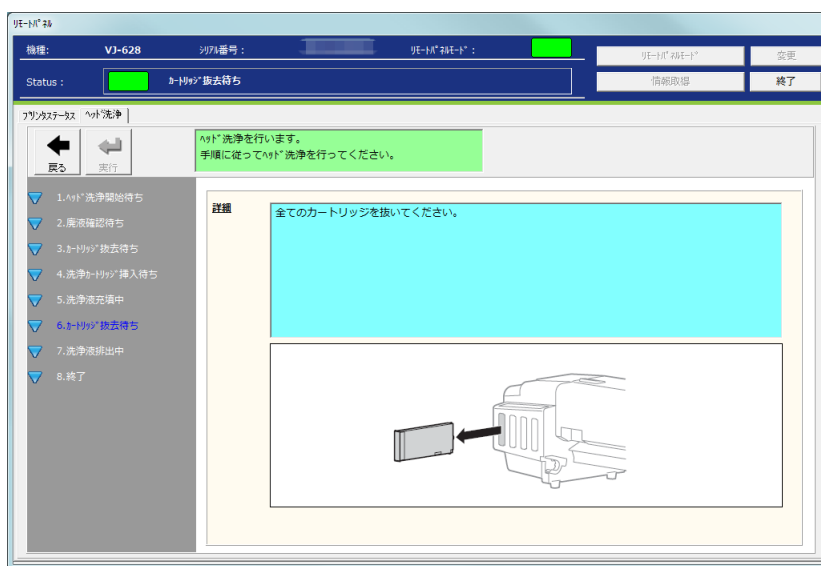 ﾘﾓｰﾄﾊﾟﾈﾙ
機種: VJ-628 ｼﾘｱﾙ番号： ﾘﾓｰﾄﾊﾟﾈﾙﾓｰﾄﾞ： ﾘﾓｰﾄﾊﾟﾈﾙﾓｰﾄﾞ 変更
Status： ｶｰﾄﾘｯｼﾞ抜去待ち 情報取得 終了
ﾌﾟﾘﾝﾀｽﾃｰﾀｽ ﾍｯﾄﾞ洗浄
戻る 実行
ﾍｯﾄﾞ洗浄を行います。
手順に従ってﾍｯﾄﾞ洗浄を行ってください。
1.ﾍｯﾄﾞ洗浄開始待ち
2.廃液確認待ち
3.ｶｰﾄﾘｯｼﾞ抜去待ち
4.洗浄ｶｰﾄﾘｯｼﾞ挿入待ち
5.洗浄液充填中
6.ｶｰﾄﾘｯｼﾞ抜去待ち
7.洗浄液排出中
8.終了
詳細
全てのカートリッジを抜いてください。